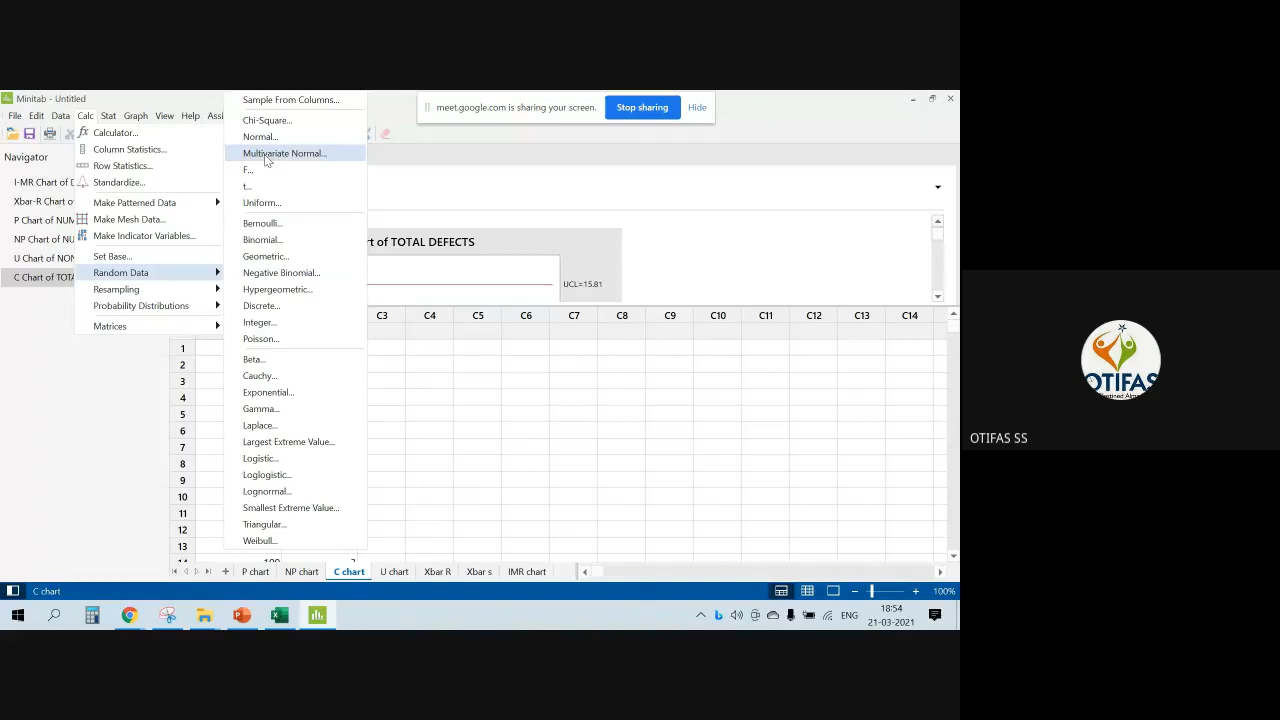 Minitab - Untitled
meet.google.com is sharing your screen.
Stop sharing
Hide
File Edit Data Calc Stat Graph View Help Assi
Navigator
I-MR Chart of D
Xbar-R Chart o
P Chart of NUM
NP Chart of NU
U Chart of NON
C Chart of TOTA
Calculator...
Column Statistics...
Row Statistics...
Standardize...
Make Patterned Data
Make Mesh Data...
Make Indicator Variables...
Set Base...
Random Data
Resampling
Probability Distributions
Matrices
Sample From Columns...
Chi-Square...
Normal...
Multivariate Normal...
F...
t...
Uniform...
Bernoulli...
Binomial...
Geometric...
Negative Binomial...
Hypergeometric...
Discrete...
Integer...
Poisson...
Beta...
Cauchy...
Exponential...
Gamma...
Laplace...
Largest Extreme Value...
Logistic...
Loglogistic...
Lognormal...
Smallest Extreme Value...
Triangular...
Weibull...
rt of TOTAL DEFECTS
UCL=15.81
C3 C4 C5 C6 C7 C8 C9 C10 C11 C12 C13 C14
1
2
3
4
5
6
7
8
9
10
11
12
13
P chart NP chart C chart U chart Xbar R Xbar s IMR chart
C chart
100%
ENG
18:54
21-03-2021
OTIFAS
OTIFAS SS